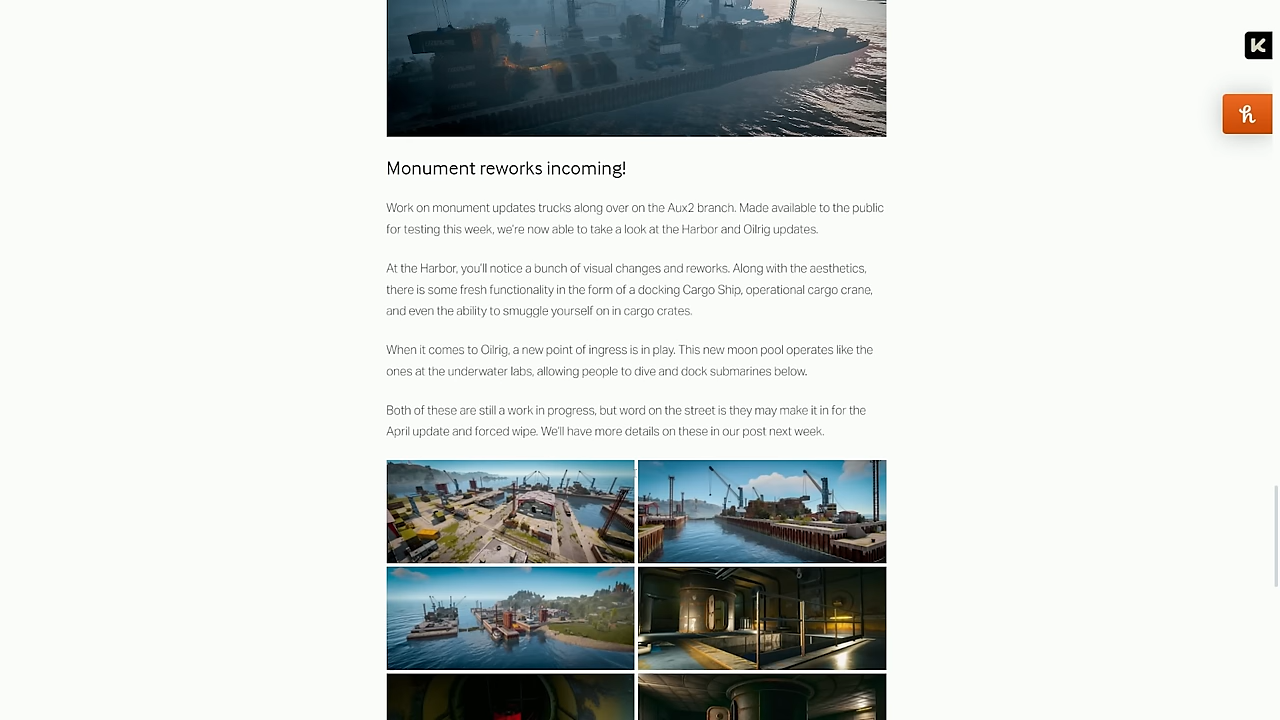 Monument reworks incoming!
Work on monument updates trucks along over on the Aux2 branch. Made available to the public
for testing this week, we're now able to take a look at the Harbor and Oilrig updates.
At the Harbor, you'll notice a bunch of visual changes and reworks. Along with the aesthetics,
there is some fresh functionality in the form of a docking Cargo Ship, operational cargo crane,
and even the ability to smuggle yourself on in cargo crates.
When it comes to Oilrig, a new point of ingress is in play. This new moon pool operates like the
ones at the underwater labs, allowing people to dive and dock submarines below.
Both of these are still a work in progress, but word on the street is they may make it in for the
April update and forced wipe. We'll have more details on these in our post next week.